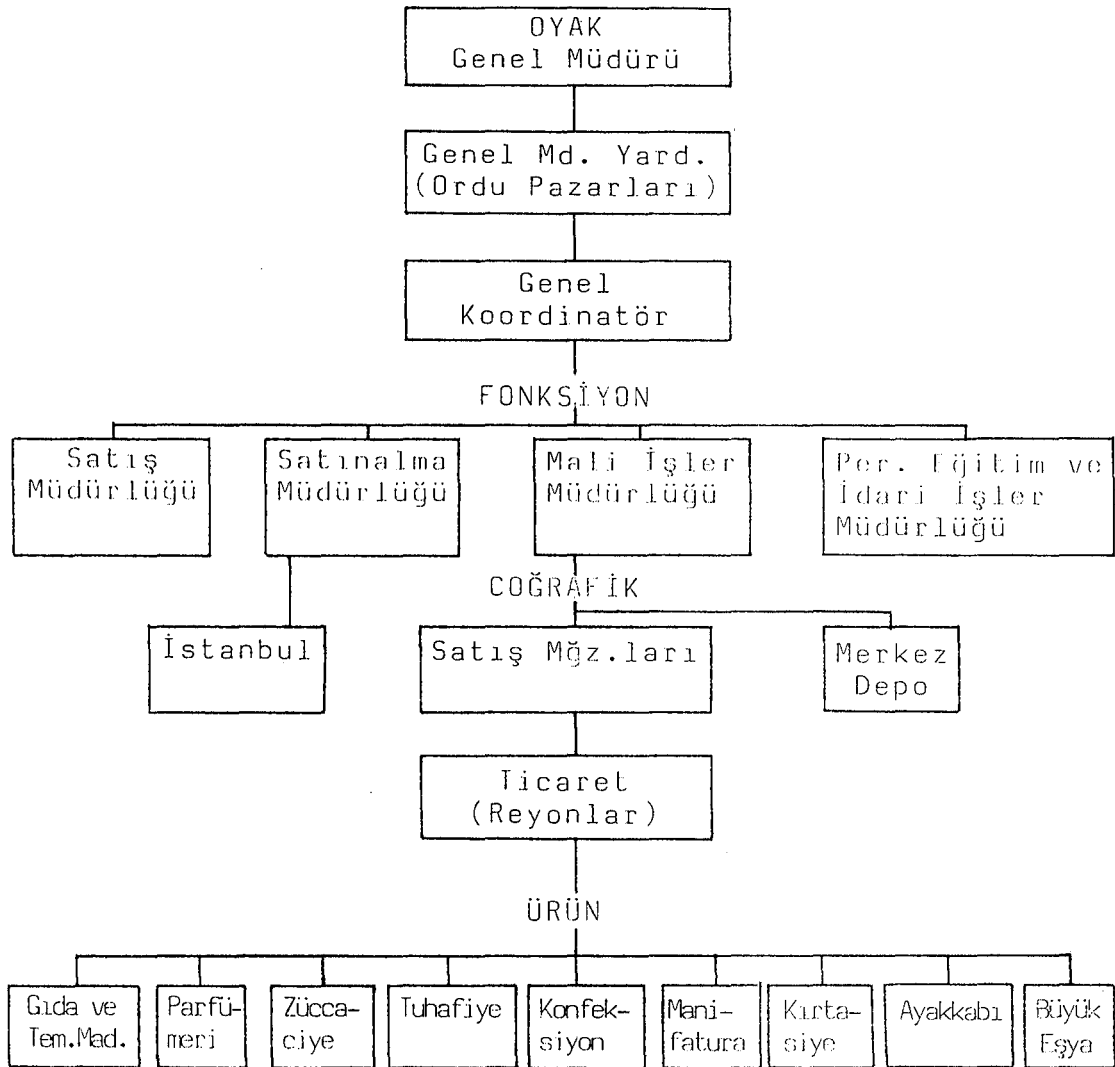 OYAK
Genel Müdürü
Genel Md. Yard.
(Ordu Pazarları)
Genel
Koordinatör
FONKSİYON
Satış
Müdürlüğü
Satınalma
Müdürlüğü
Mali İşler
Müdürlüğü
Per. Eğitim ve
İdari İşler
Müdürlüğü
COĞRAFİK
İstanbul
Satış Mğz.ları
Merkez
Depo
Ticaret
(Reyonlar)
ÜRÜN
Gıda ve
Tem.Mad.
Parfü-
meri
Zücca-
ciye
Tuhafiye
Konfek-
siyon
Mani-
fatura
Kırta-
siye
Ayakkabı
Büyük
Eşya